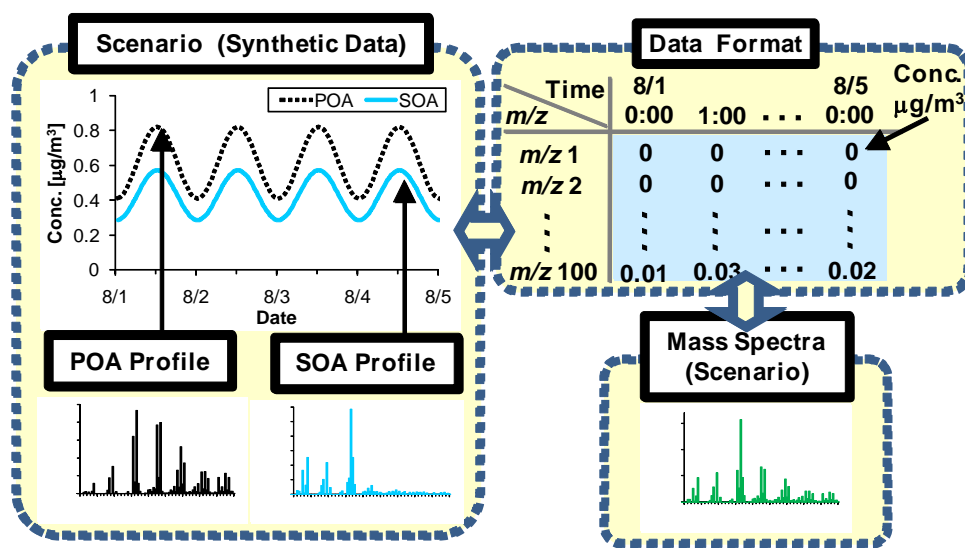 Scenario (Synthetic Data)
1
0.8
0.6
0.4
0.2
0
Conc. [µg/m³]
POA
SOA
8/1
8/2
8/3
8/4
8/5
Date
POA Profile
SOA Profile
Data Format
Time
m/z
8/1
8/5
0:00 1:00 ··· 0:00
Conc.
µg/m³
m/z 1 0 0 ··· 0
m/z 2 0 0 ··· 0
···
m/z 100 0.01 0.03 ··· 0.02
Mass Spectra
(Scenario)